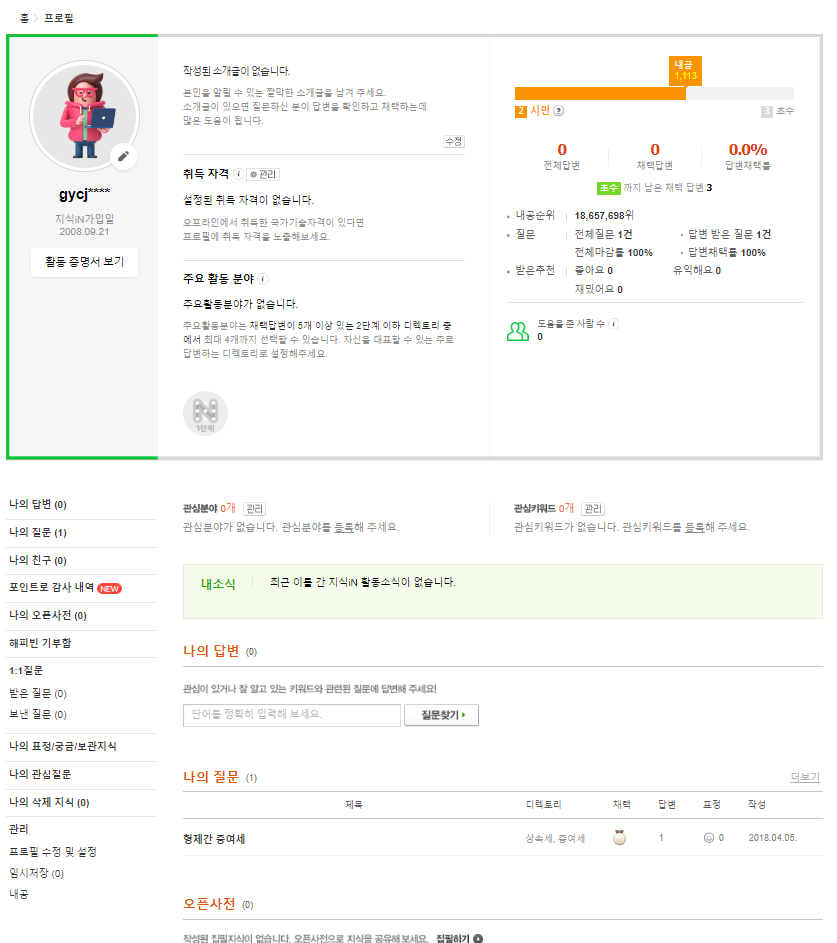 홈 > 프로필
gycj****
지식iN가입일
2008.09.21
활동 증명서 보기
작성된 소개글이 없습니다.
본인을 알릴 수 있는 짤막한 소개글을 남겨 주세요.
소개글이 있으면 질문하신 분이 답변을 확인하고 채택하는데
많은 도움이 됩니다.
수정
취득 자격 i 관리
설정된 취득 자격이 없습니다.
오프라인에서 취득한 국가기술자격이 있다면
프로필에 취득 자격을 노출해보세요.
주요 활동 분야 i
주요활동분야가 없습니다.
주요활동분야는 채택답변이 5개 이상 있는 2단계 이하 디렉토리 중
에서 최대 4개까지 선택할 수 있습니다. 자신을 대표할 수 있는 주로
답변하는 디렉토리로 설정해주세요.
N
1단계
내공
1,113
2 시민 ? 3 초수
0 0 0.0%
전체답변 채택답변 답변채택률
초수 까지 남은 채택 답변 3
내공순위 18,657,698위
질문 전체질문 1건 · 답변 받은 질문 1건
전체마감률 100% · 답변채택률 100%
받은추천 좋아요 0 유익해요 0
재밌어요 0
도움을 준 사람 수 i
0
나의 답변 (0)
나의 질문 (1)
나의 친구 (0)
포인트로 감사 내역 NEW
나의 오픈사전 (0)
해피빈 기부함
1:1질문
받은 질문 (0)
보낸 질문 (0)
나의 표정/궁금/보관지식
나의 관심질문
나의 삭제 지식 (0)
관리
프로필 수정 및 설정
임시저장 (0)
내공
관심분야 0개 관리
관심분야가 없습니다. 관심분야를 등록해 주세요.
관심키워드 0개 관리
관심키워드가 없습니다. 관심키워드를 등록해 주세요.
내소식 최근 이틀 간 지식iN 활동소식이 없습니다.
나의 답변 (0)
관심이 있거나 잘 알고 있는 키워드와 관련된 질문에 답변해 주세요!
단어를 정확히 입력해 보세요. 질문찾기
나의 질문 (1) 더보기
제목 디렉토리 채택 답변 표정 작성
형제간 증여세 상속세, 증여세 1 0 2018.04.05.
오픈사전 (0)
작성된 집필지식이 없습니다. 오픈사전으로 지식을 공유해보세요. 집필하기